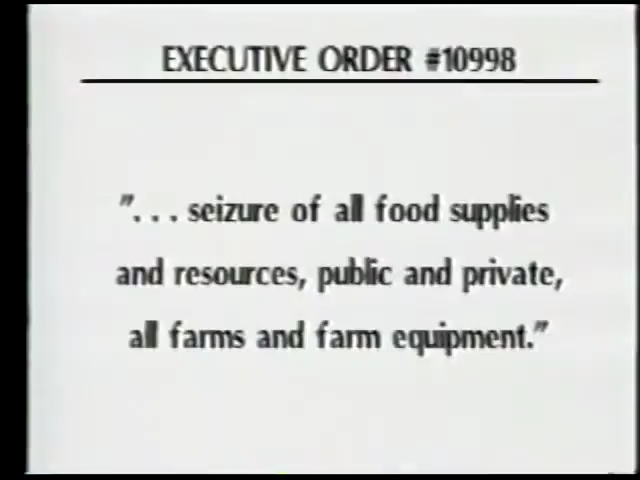 EXECUTIVE ORDER #10998
". . . seizure of all food supplies
and resources, public and private,
all farms and farm equipment."